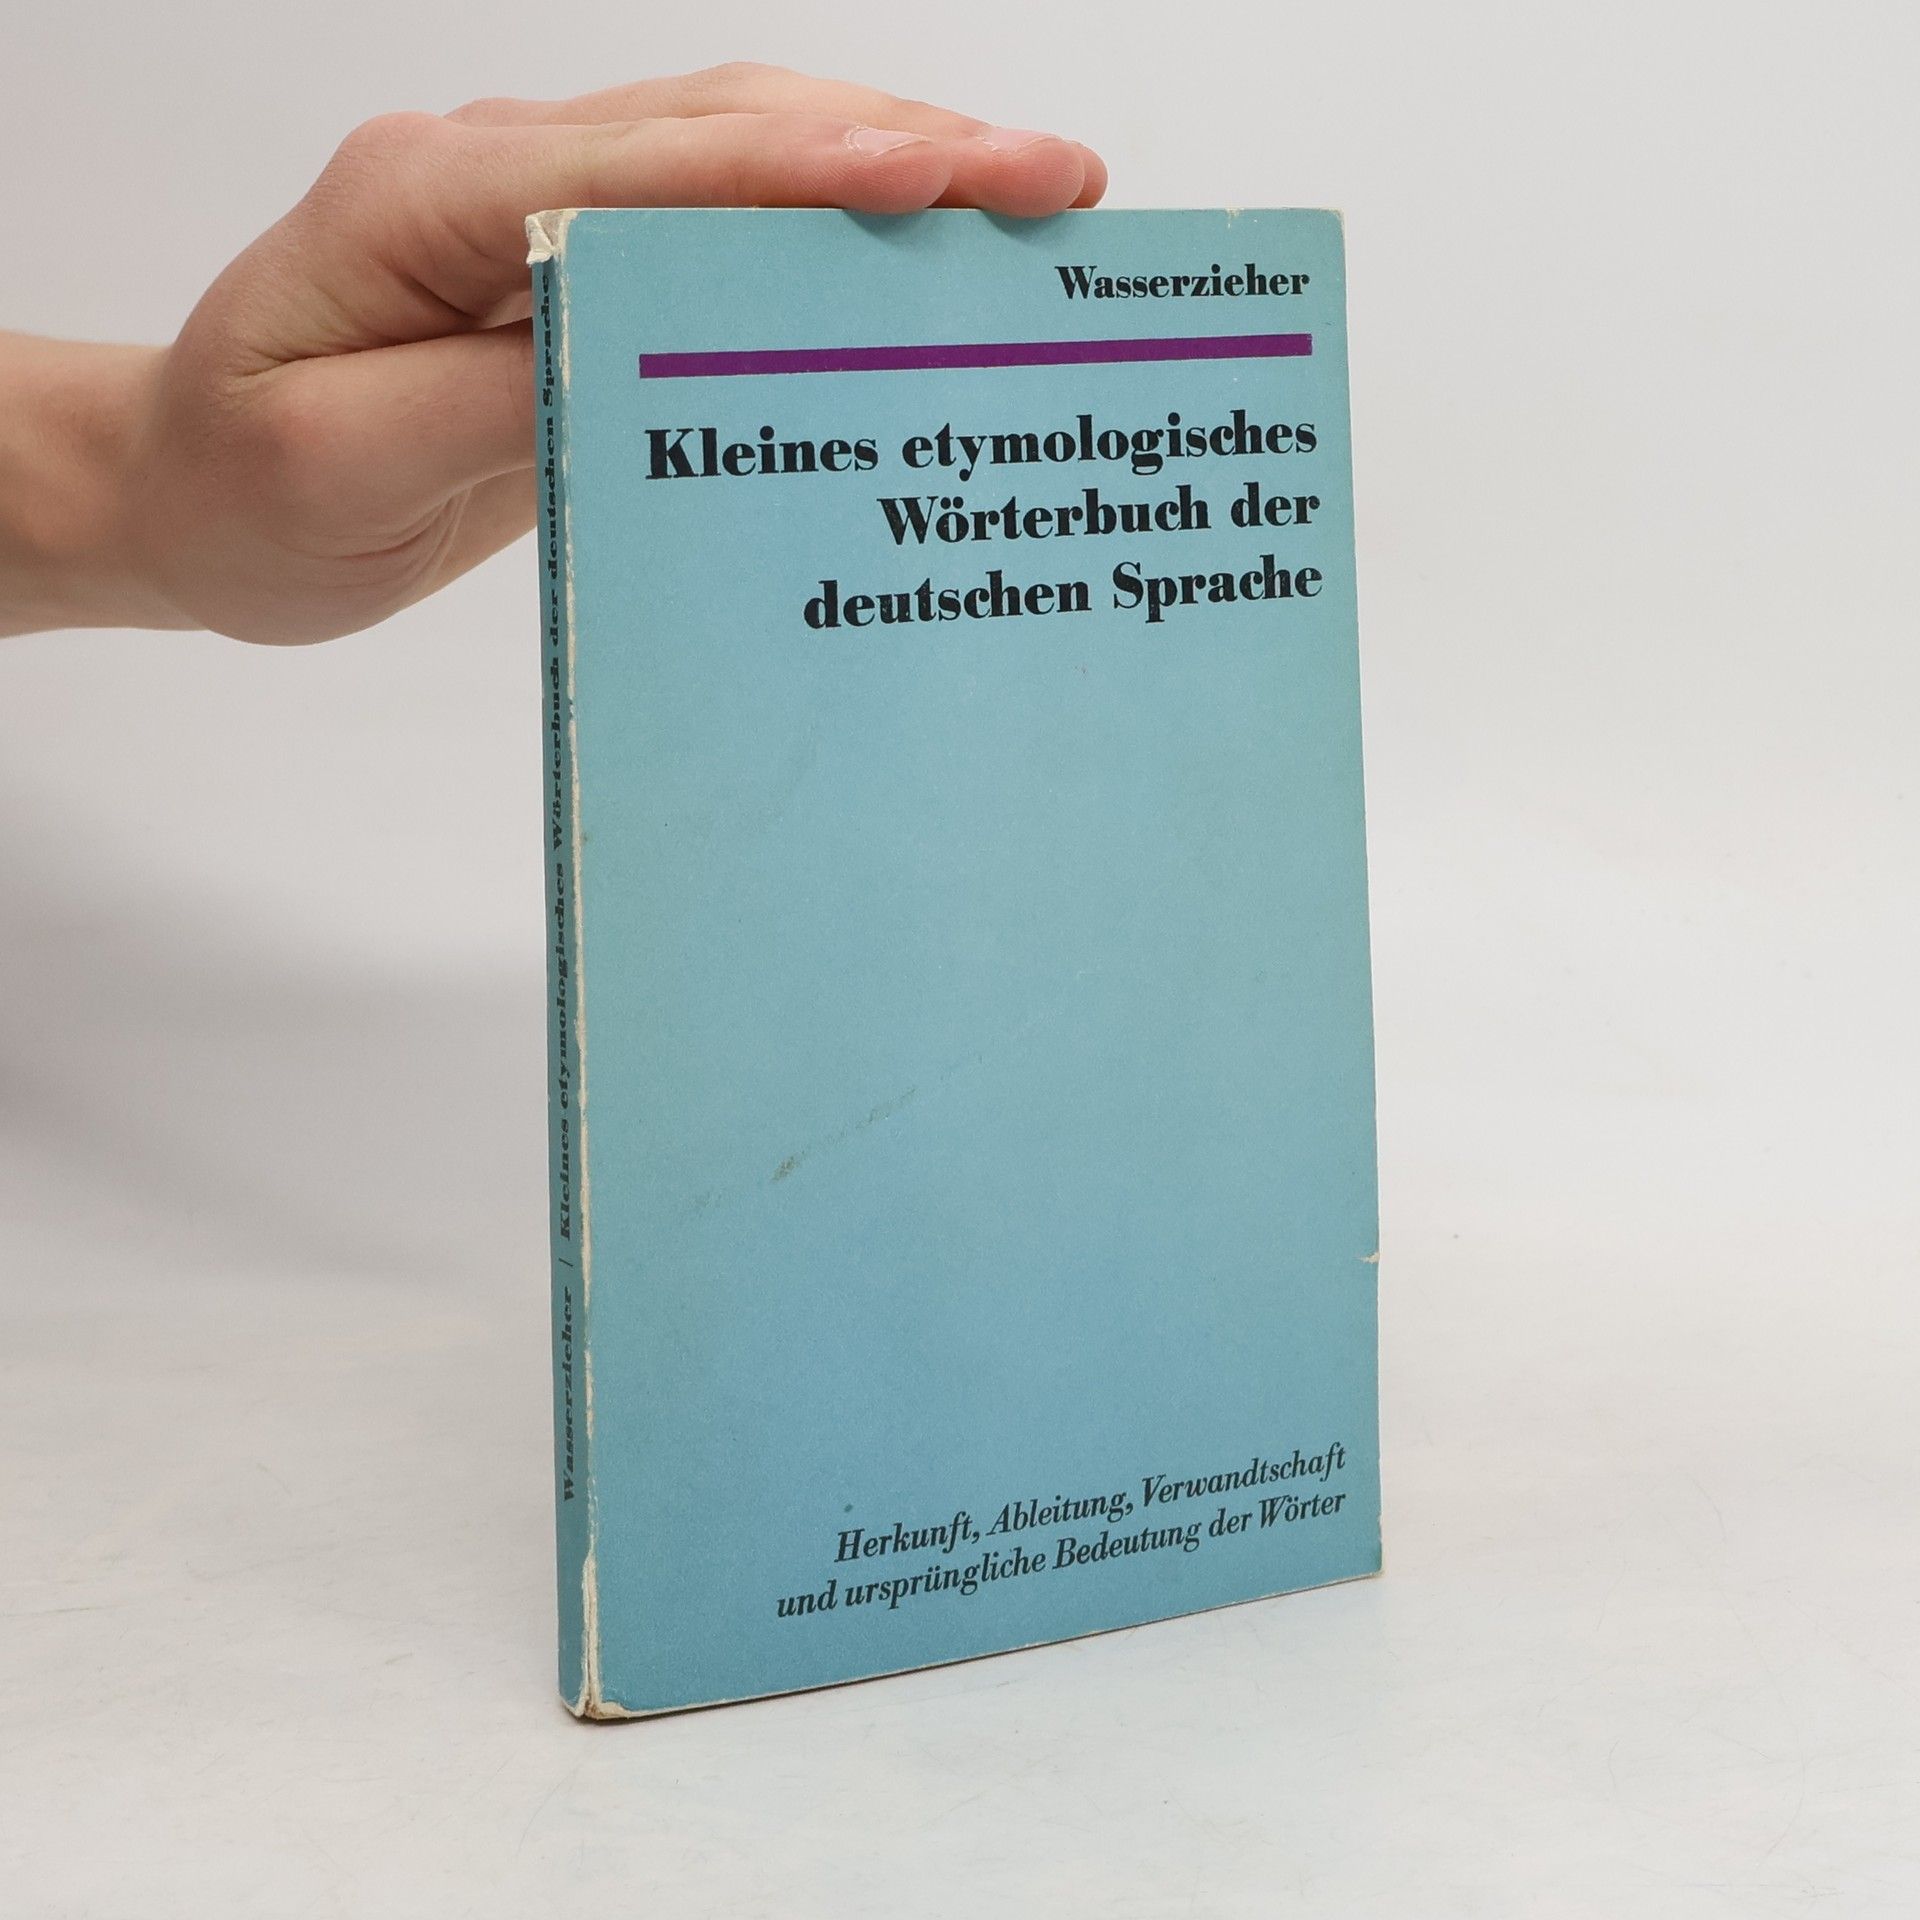 Wasserzieher
Kleines etymologisches
Wörterbuch der
deutschen Sprache
Herkunft, Ableitung, Verwandtschaft
und ursprüngliche Bedeutung der Wörter
Wasserzieher | Kleines etymologisches Wörterbuch der deutschen Sprache